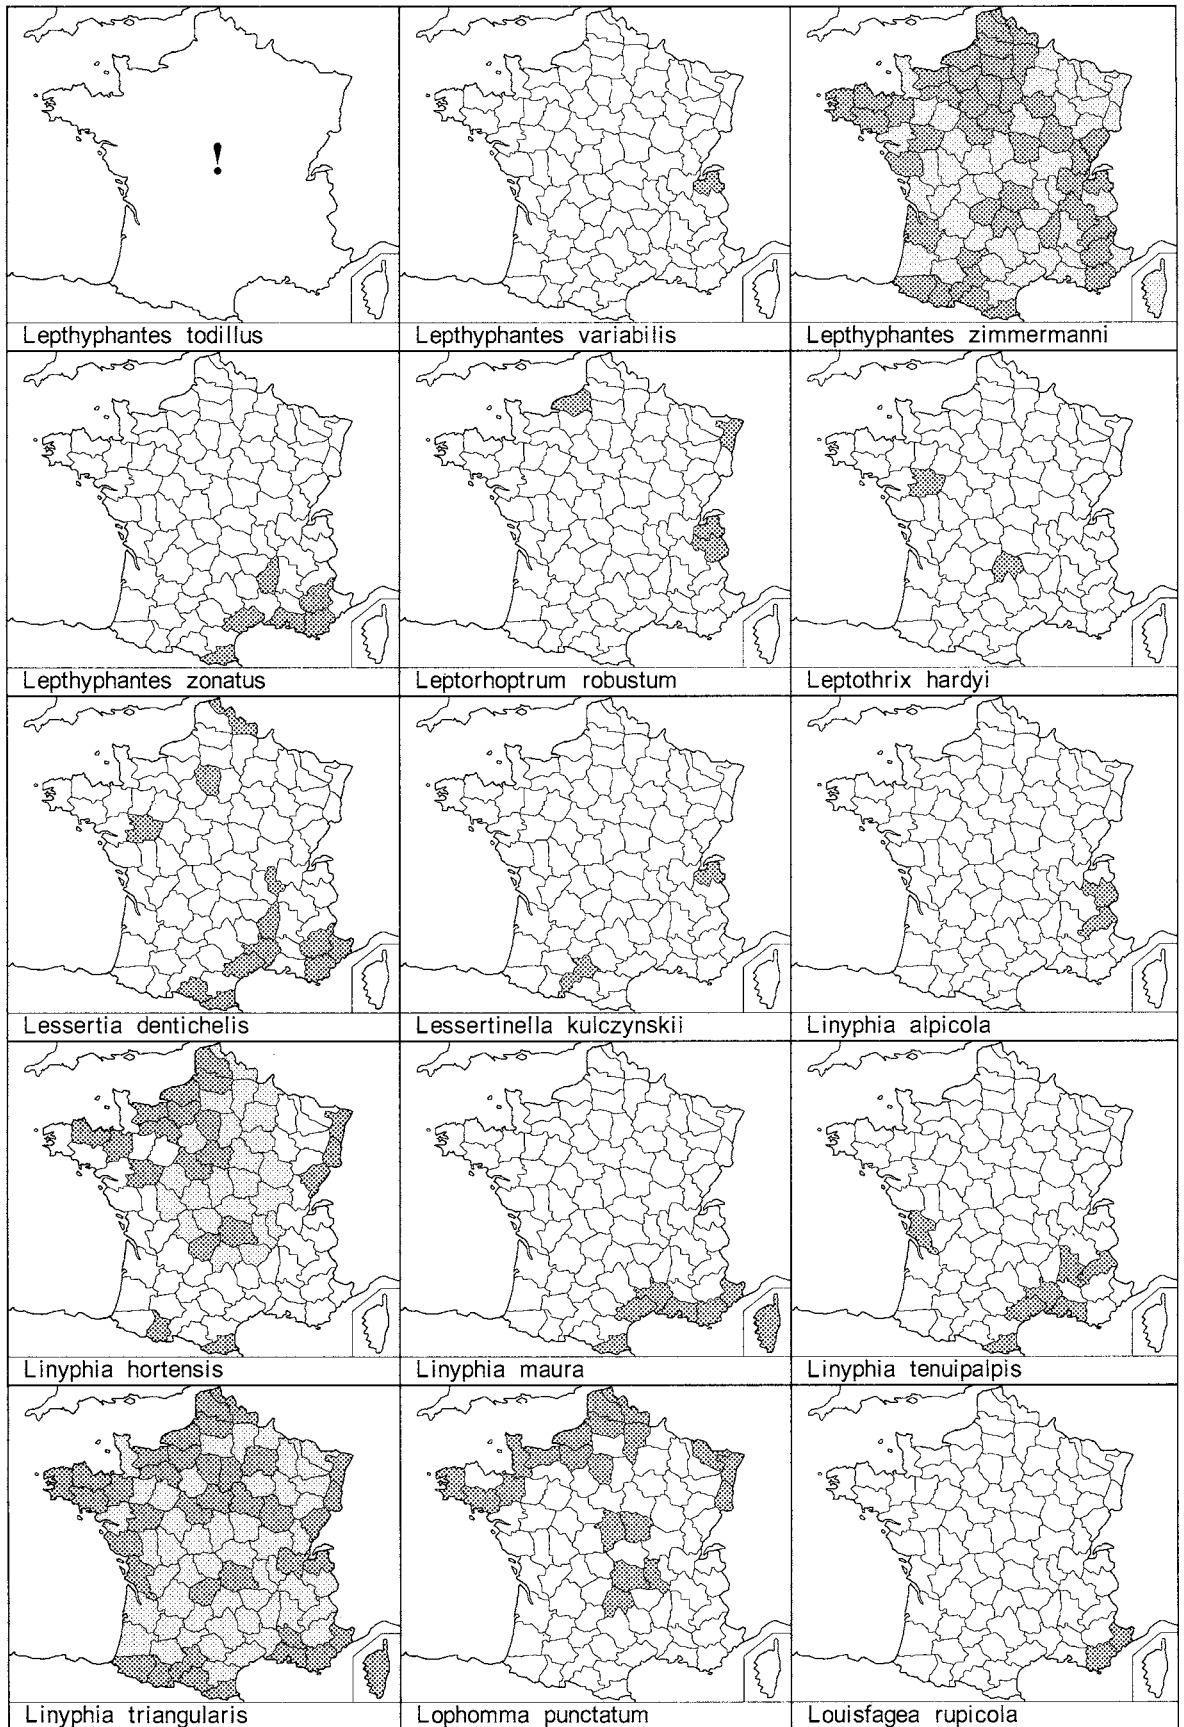 !
Lepthyphantes todillus
Lepthyphantes variabilis
Lepthyphantes zimmermanni
Lepthyphantes zonatus
Leptorhoptrum robustum
Leptothrix hardyi
Lessertia dentichelis
Lessertinella kulczynskii
Linyphia alpicola
Linyphia hortensis
Linyphia maura
Linyphia tenuipalpis
Linyphia triangularis
Lophomma punctatum
Louisfagea rupicola